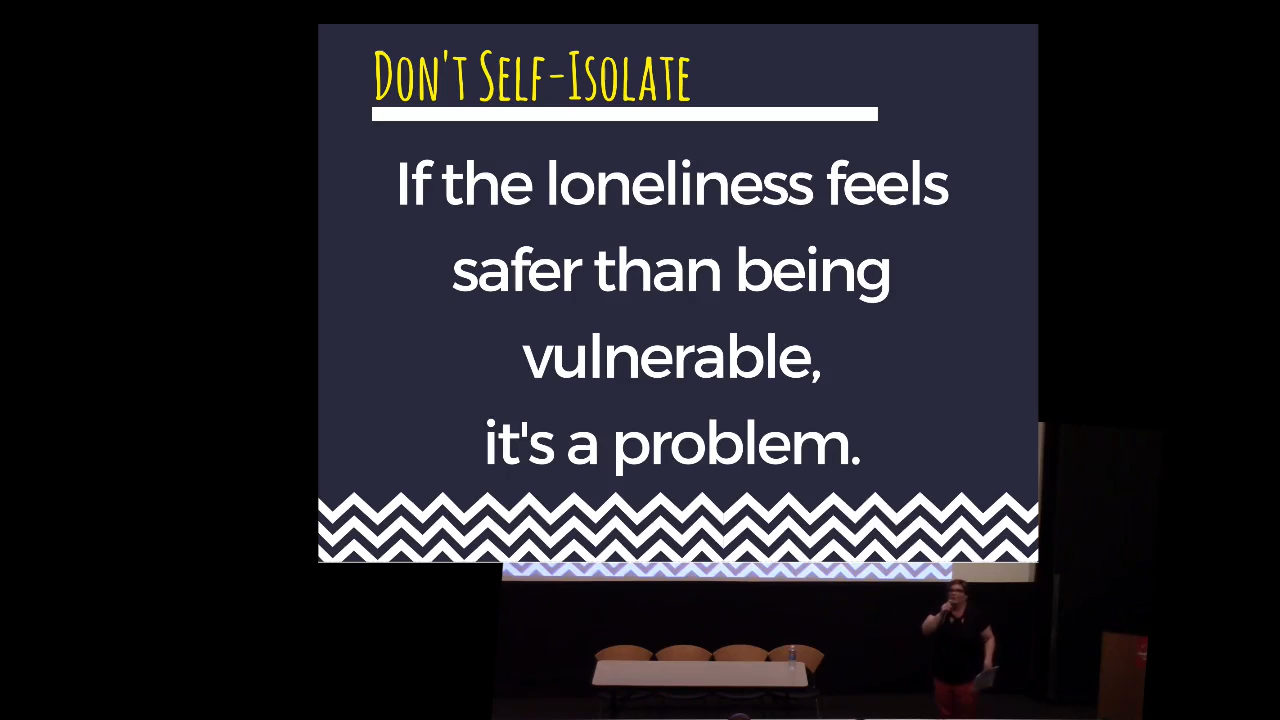 Don't Self-Isolate
If the loneliness feels
safer than being
vulnerable,
it's a problem.